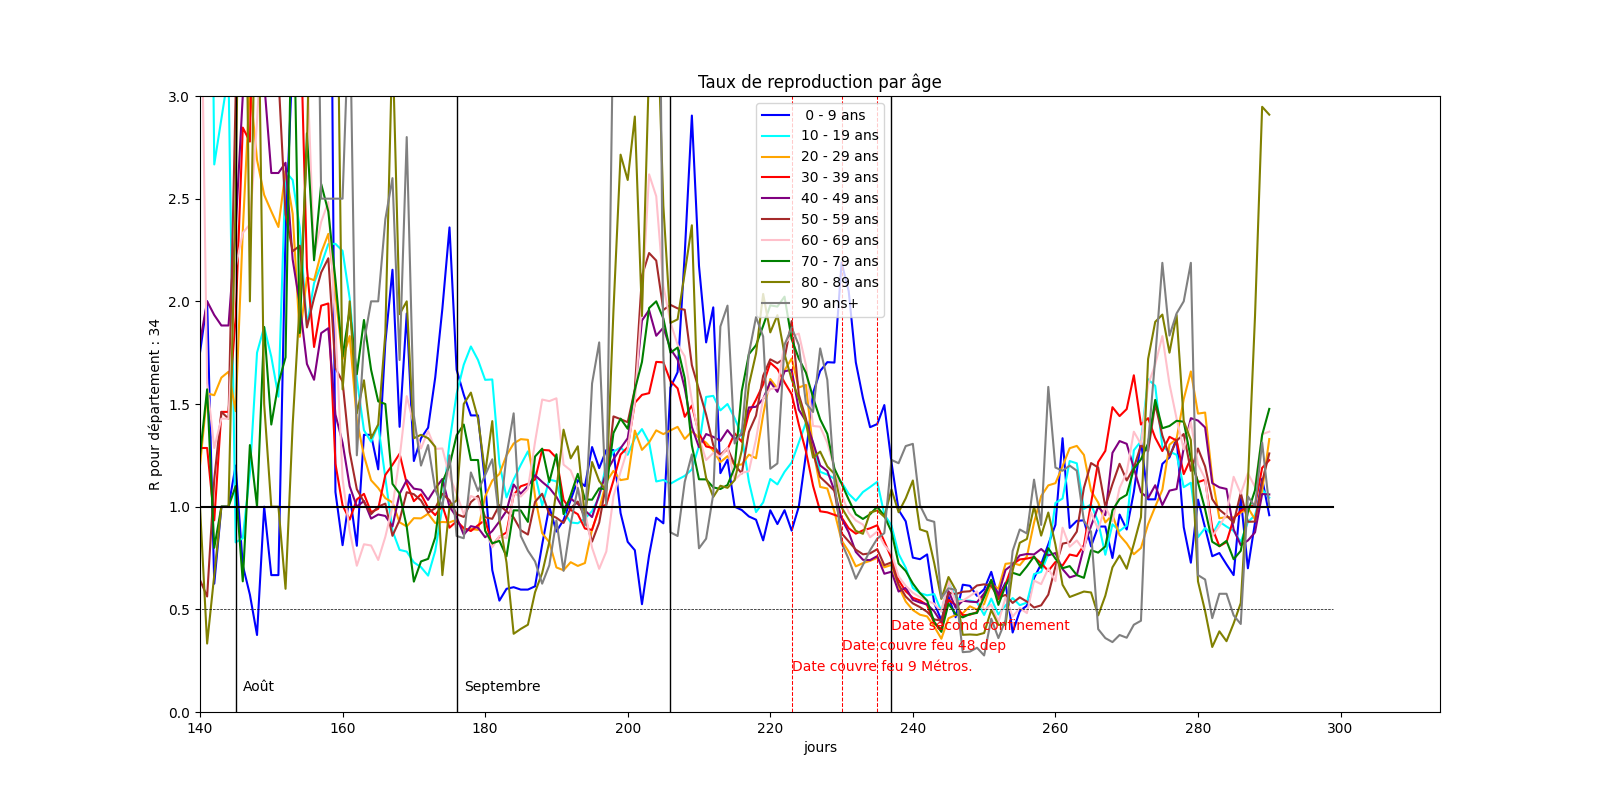 Taux de reproduction par âge
3.0
2.5
2.0
1.5
1.0
0.5
0.0
R pour département : 34
0 - 9 ans
10 - 19 ans
20 - 29 ans
30 - 39 ans
40 - 49 ans
50 - 59 ans
60 - 69 ans
70 - 79 ans
80 - 89 ans
90 ans+
Date second confinement
Date couvre feu 48 dep
Date couvre feu 9 Métros.
Août
Septembre
140
160
180
200
220
240
260
280
300
jours